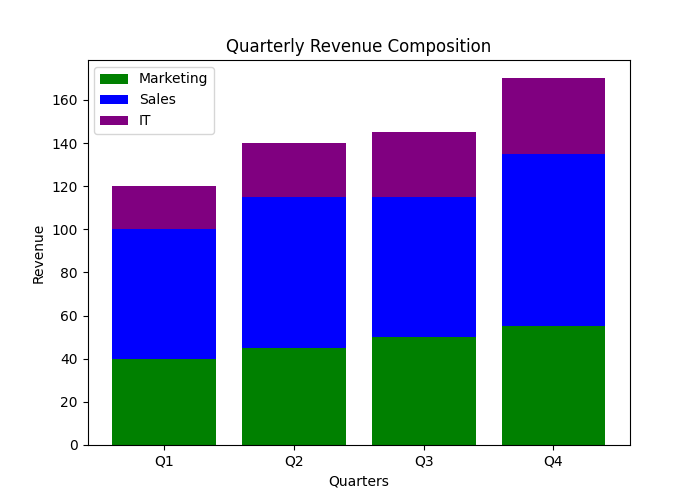 Quarterly Revenue Composition
Marketing
Sales
IT
160
140
120
100
80
60
40
20
0
Revenue
Q1 Q2 Q3 Q4
Quarters